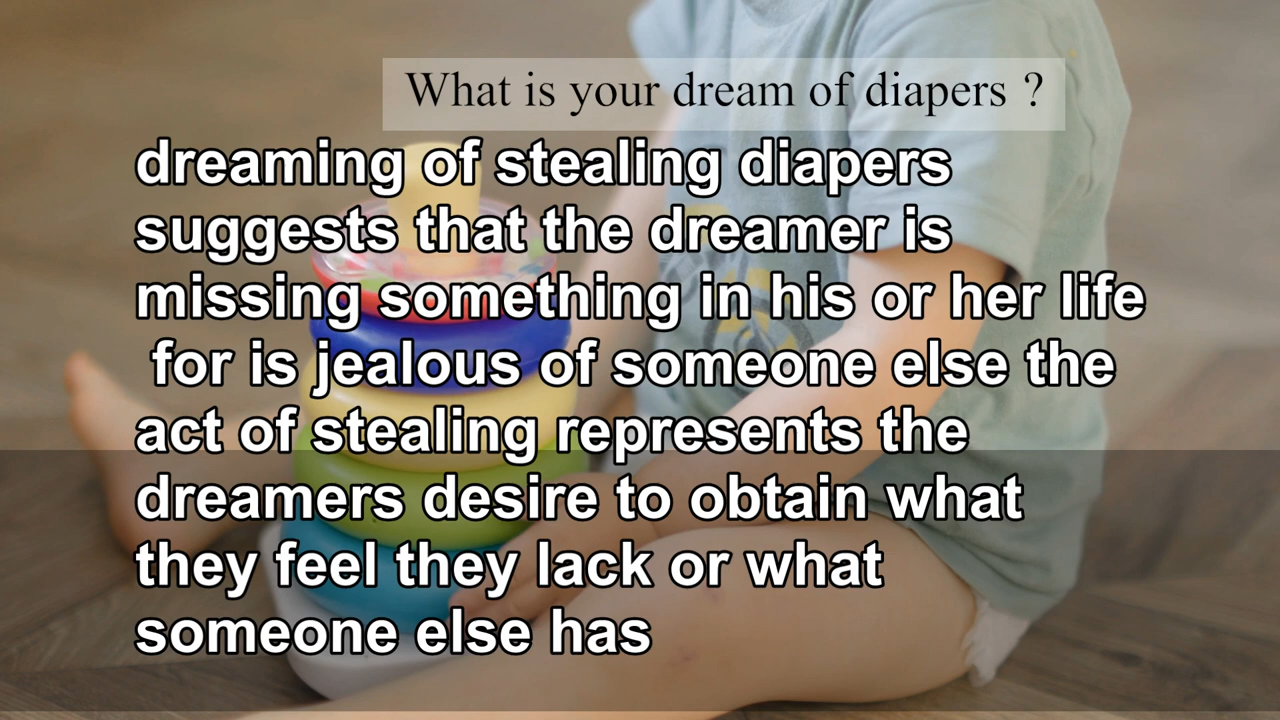 What is your dream of diapers ?
dreaming of stealing diapers
suggests that the dreamer is
missing something in his or her life
for is jealous of someone else the
act of stealing represents the
dreamers desire to obtain what
they feel they lack or what
someone else has